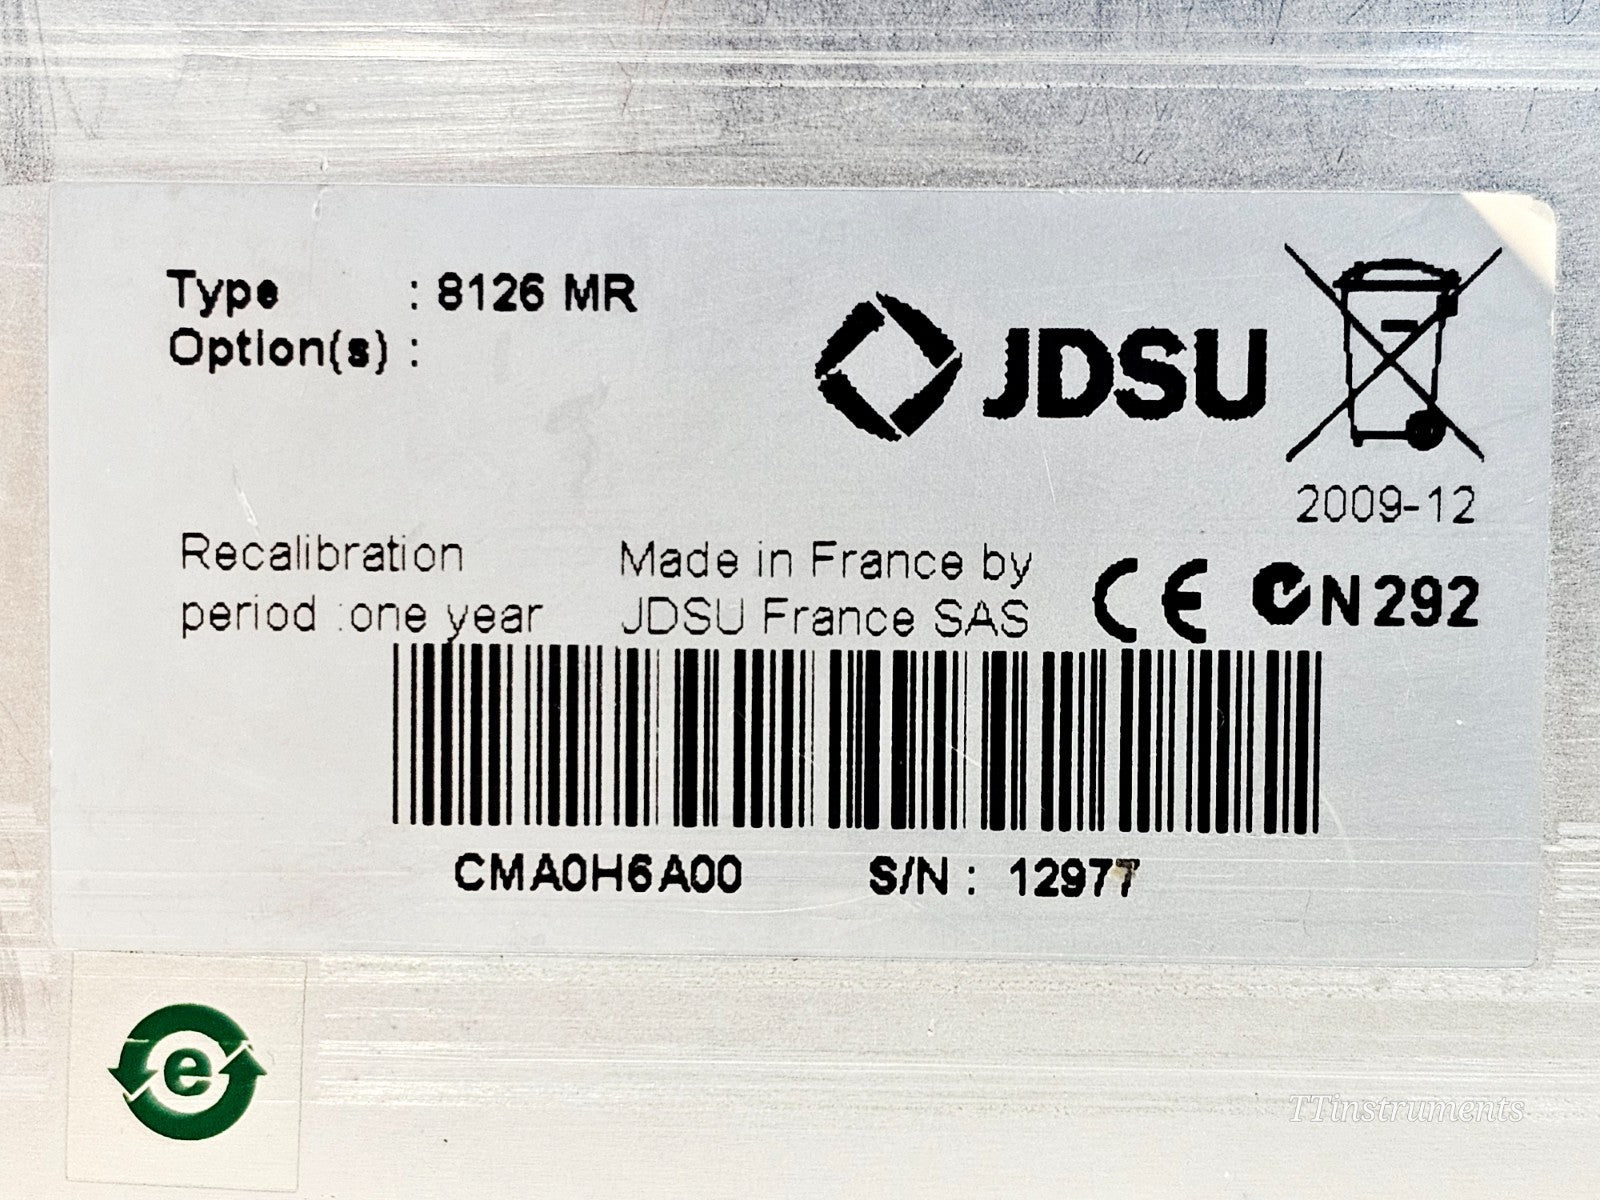 Type : 8126 MR
Option(s) :
JDSU
2009-12
Recalibration
period :one year
Made in France by
JDSU France SAS
CE N292
CMA0H6A00 S/N : 12977
e
TTinstruments